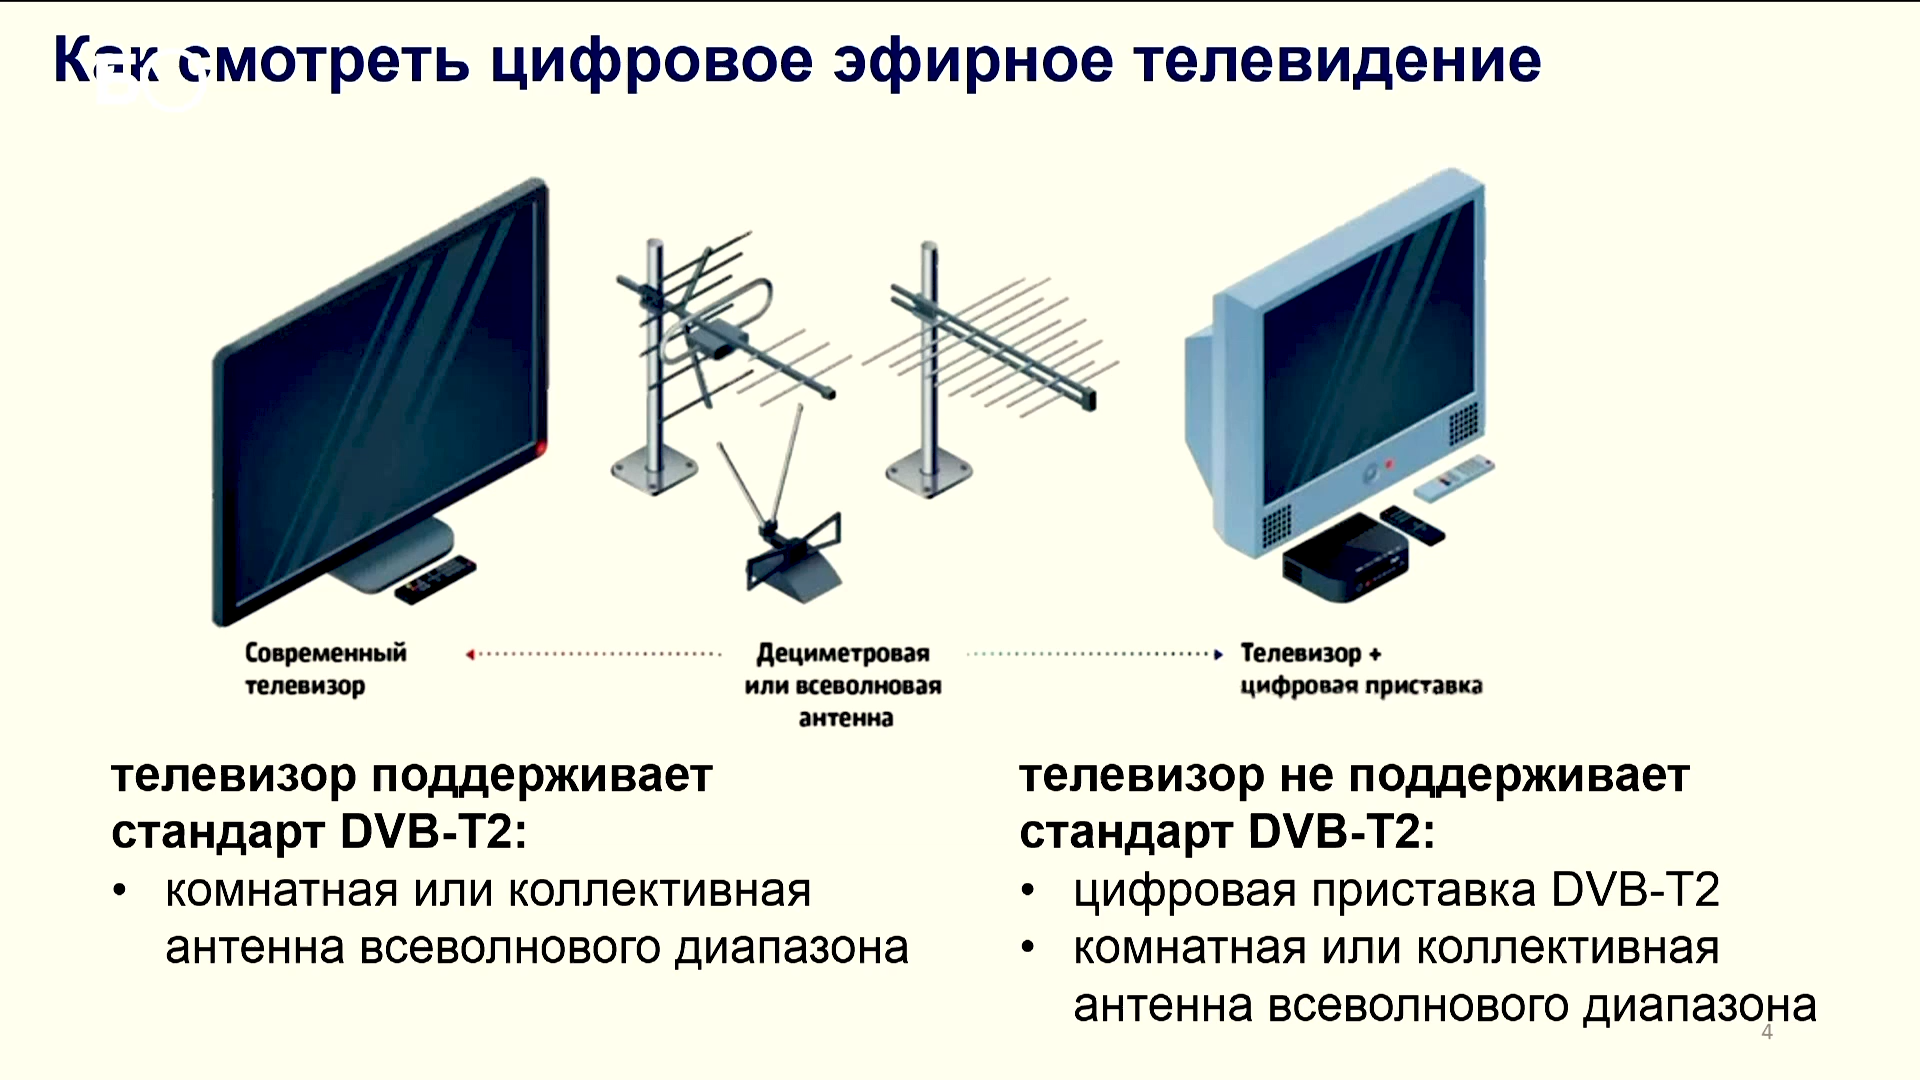 Как смотреть цифровое эфирное телевидение
Современный
телевизор
Дециметровая
или всеволновая
антенна
Телевизор +
цифровая приставка
телевизор поддерживает
стандарт DVB-T2:
• комнатная или коллективная
антенна всеволнового диапазона
телевизор не поддерживает
стандарт DVB-T2:
• цифровая приставка DVB-T2
• комнатная или коллективная
антенна всеволнового диапазона
4